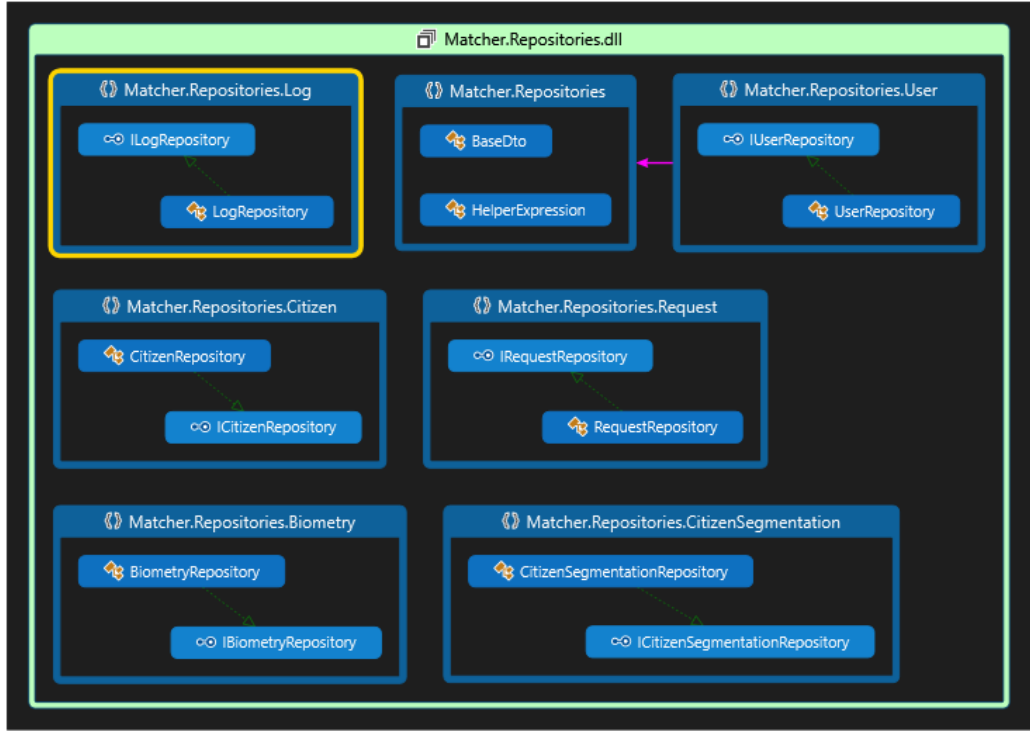 Matcher.Repositories.dll
Matcher.Repositories.Log
ILogRepository
LogRepository
Matcher.Repositories
BaseDto
HelperExpression
Matcher.Repositories.User
IUserRepository
UserRepository
Matcher.Repositories.Citizen
CitizenRepository
ICitizenRepository
Matcher.Repositories.Request
IRequestRepository
RequestRepository
Matcher.Repositories.Biometry
BiometryRepository
IBiometryRepository
Matcher.Repositories.CitizenSegmentation
CitizenSegmentationRepository
ICitizenSegmentationRepository